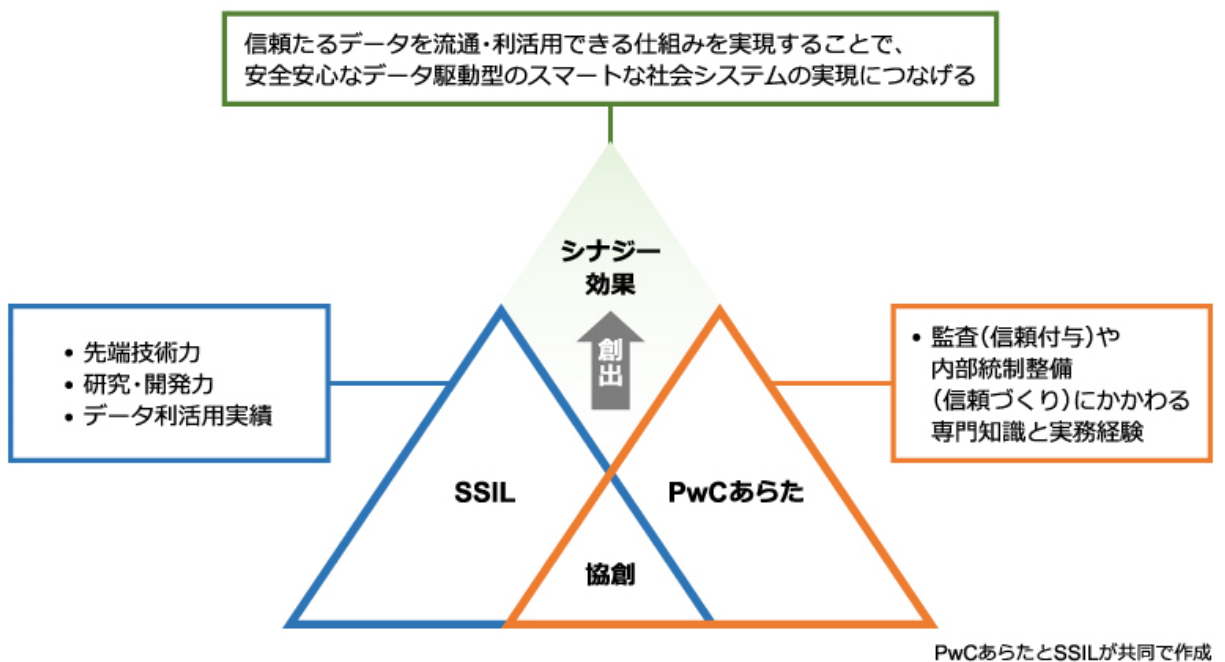 信頼たるデータを流通・利活用できる仕組みを実現することで、
安全安心なデータ駆動型のスマートな社会システムの実現につなげる
シナジー
効果
創
出
• 先端技術力
• 研究・開発力
• データ利活用実績
• 監査(信頼付与)や
内部統制整備
(信頼づくり)にかかわる
専門知識と実務経験
SSIL
PwCあらた
協創
PwCあらたとSSILが共同で作成